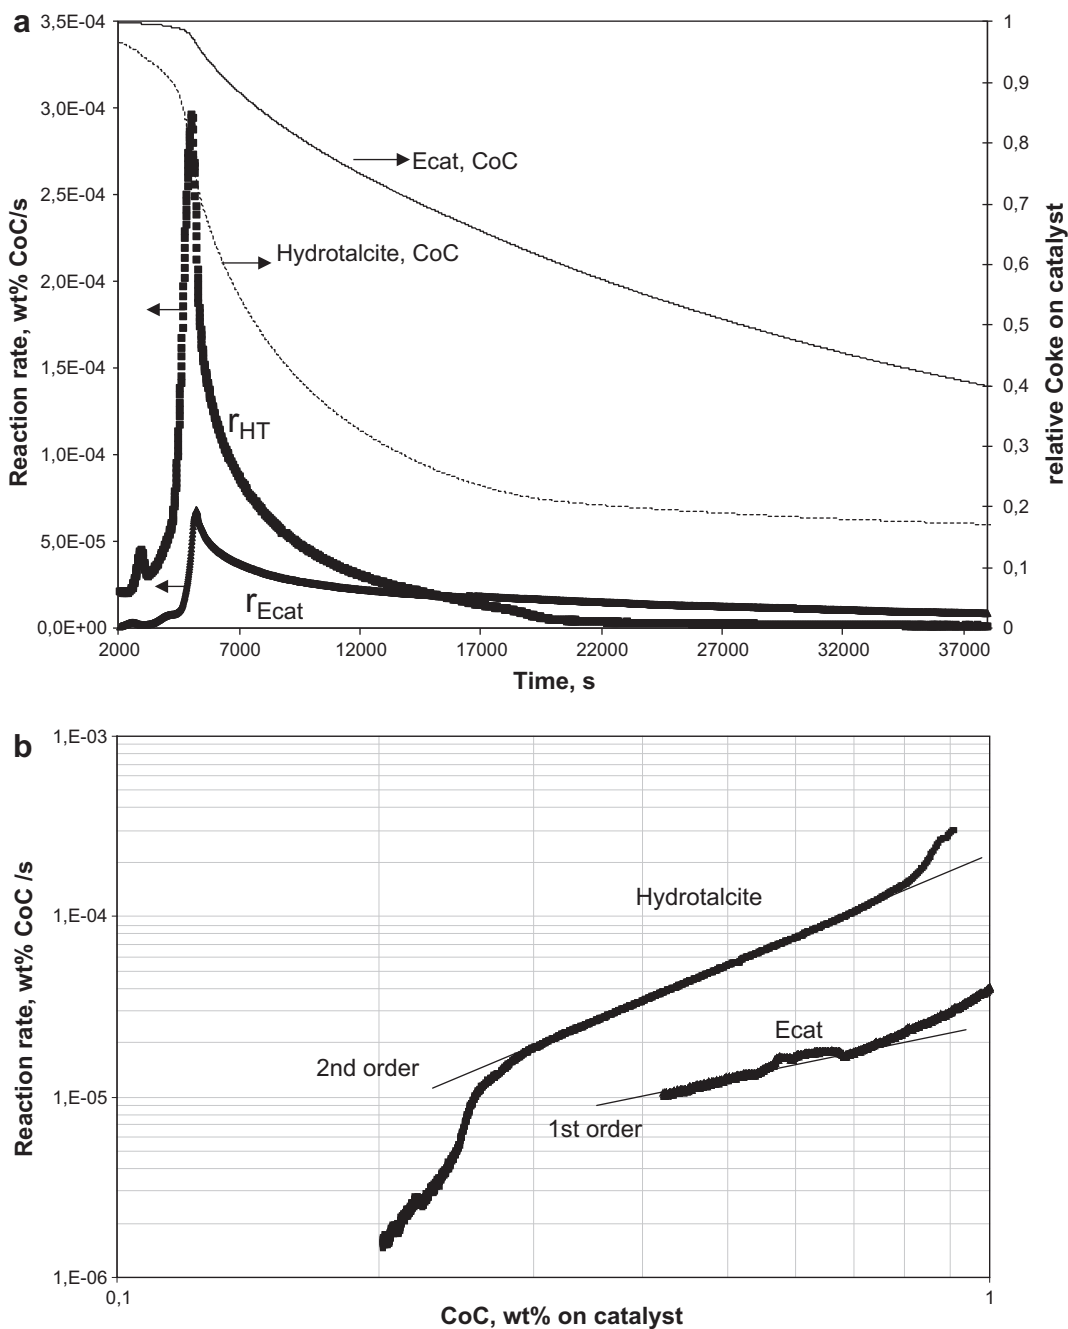 a
3,5E-04
3,0E-04
2,5E-04
2,0E-04
1,5E-04
1,0E-04
5,0E-05
0,0E+00
Reaction rate, wt% CoC/s
1
0,9
0,8
0,7
0,6
0,5
0,4
0,3
0,2
0,1
0
relative Coke on catalyst
Ecat, CoC
Hydrotalcite, CoC
rHT
rEcat
2000 7000 12000 17000 22000 27000 32000 37000
Time, s
b
1,E-03
1,E-04
1,E-05
1,E-06
Reaction rate, wt% CoC /s
Hydrotalcite
Ecat
2nd order
1st order
0,1 1
CoC, wt% on catalyst